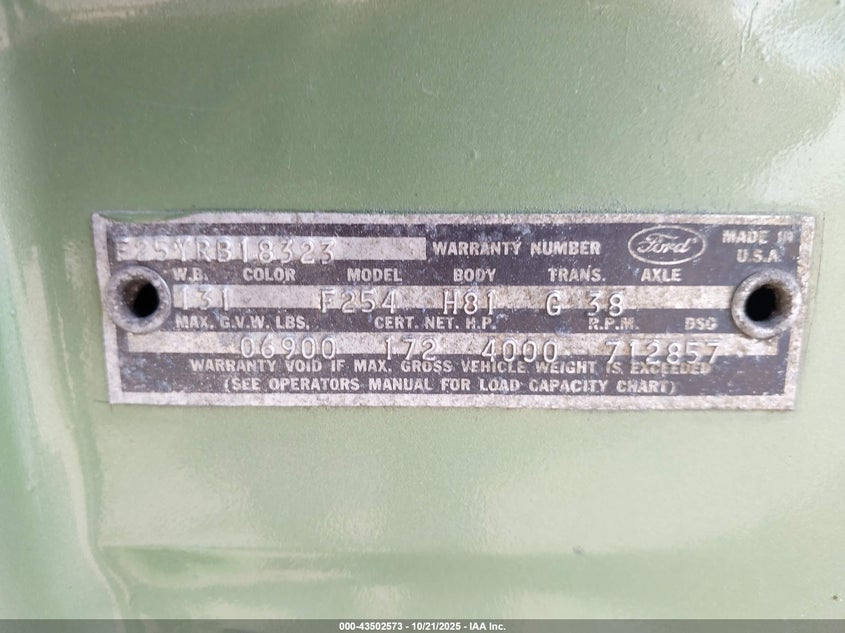 F25YRB18323 WARRANTY NUMBER Ford MADE IN U.S.A.
W.B. COLOR MODEL BODY TRANS. AXLE
131 F254 H81 G 38
MAX. G.V.W. LBS. CERT. NET. H.P. R.P.M. DSO
06900 172 4000 712857
WARRANTY VOID IF MAX. GROSS VEHICLE WEIGHT IS EXCEEDED
(SEE OPERATORS MANUAL FOR LOAD CAPACITY CHART)
000-43502573 - 10/21/2025 - IAA Inc.